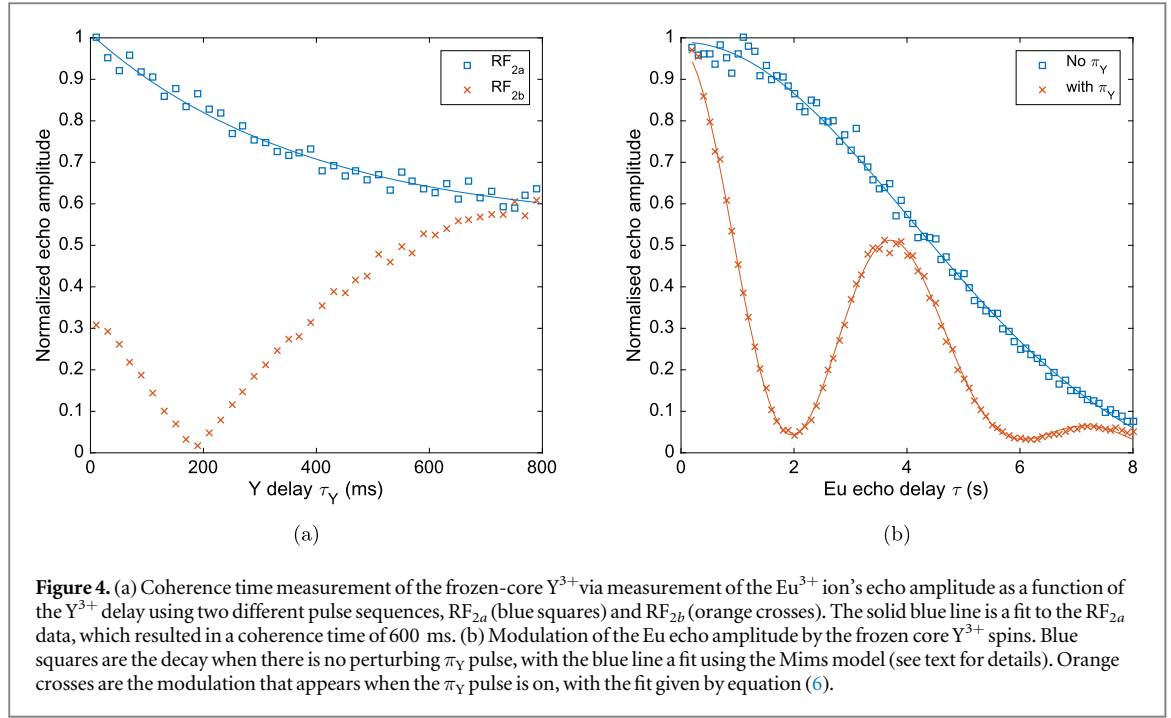 1
0.9
0.8
0.7
0.6
0.5
0.4
0.3
0.2
0.1
0
Normalized echo amplitude
0 200 400 600 800
Y delay τY (ms)
RF2a
RF2b
(a)
1
0.9
0.8
0.7
0.6
0.5
0.4
0.3
0.2
0.1
0
Normalised echo amplitude
0 2 4 6 8
Eu echo delay τ (s)
No πY
with πY
(b)
Figure 4. (a) Coherence time measurement of the frozen-core Y3+ via measurement of the Eu3+ ion's echo amplitude as a function of
the Y3+ delay using two different pulse sequences, RF2a (blue squares) and RF2b (orange crosses). The solid blue line is a fit to the RF2a
data, which resulted in a coherence time of 600 ms. (b) Modulation of the Eu echo amplitude by the frozen core Y3+ spins. Blue
squares are the decay when there is no perturbing πY pulse, with the blue line a fit using the Mims model (see text for details). Orange
crosses are the modulation that appears when the πY pulse is on, with the fit given by equation (6).